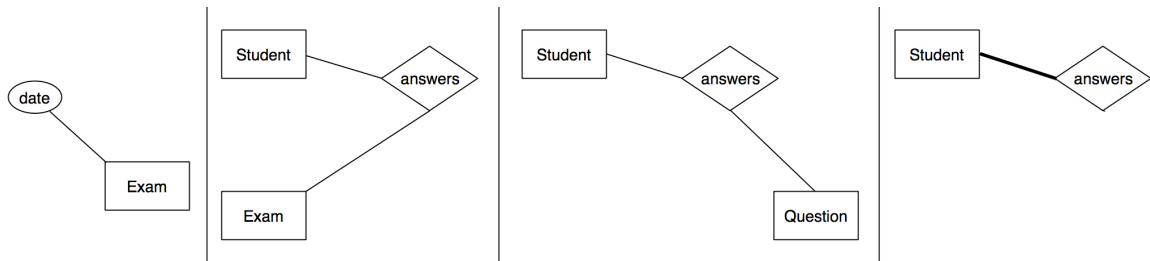 date
Exam
Student
answers
Exam
Student
answers
Question
Student
answers